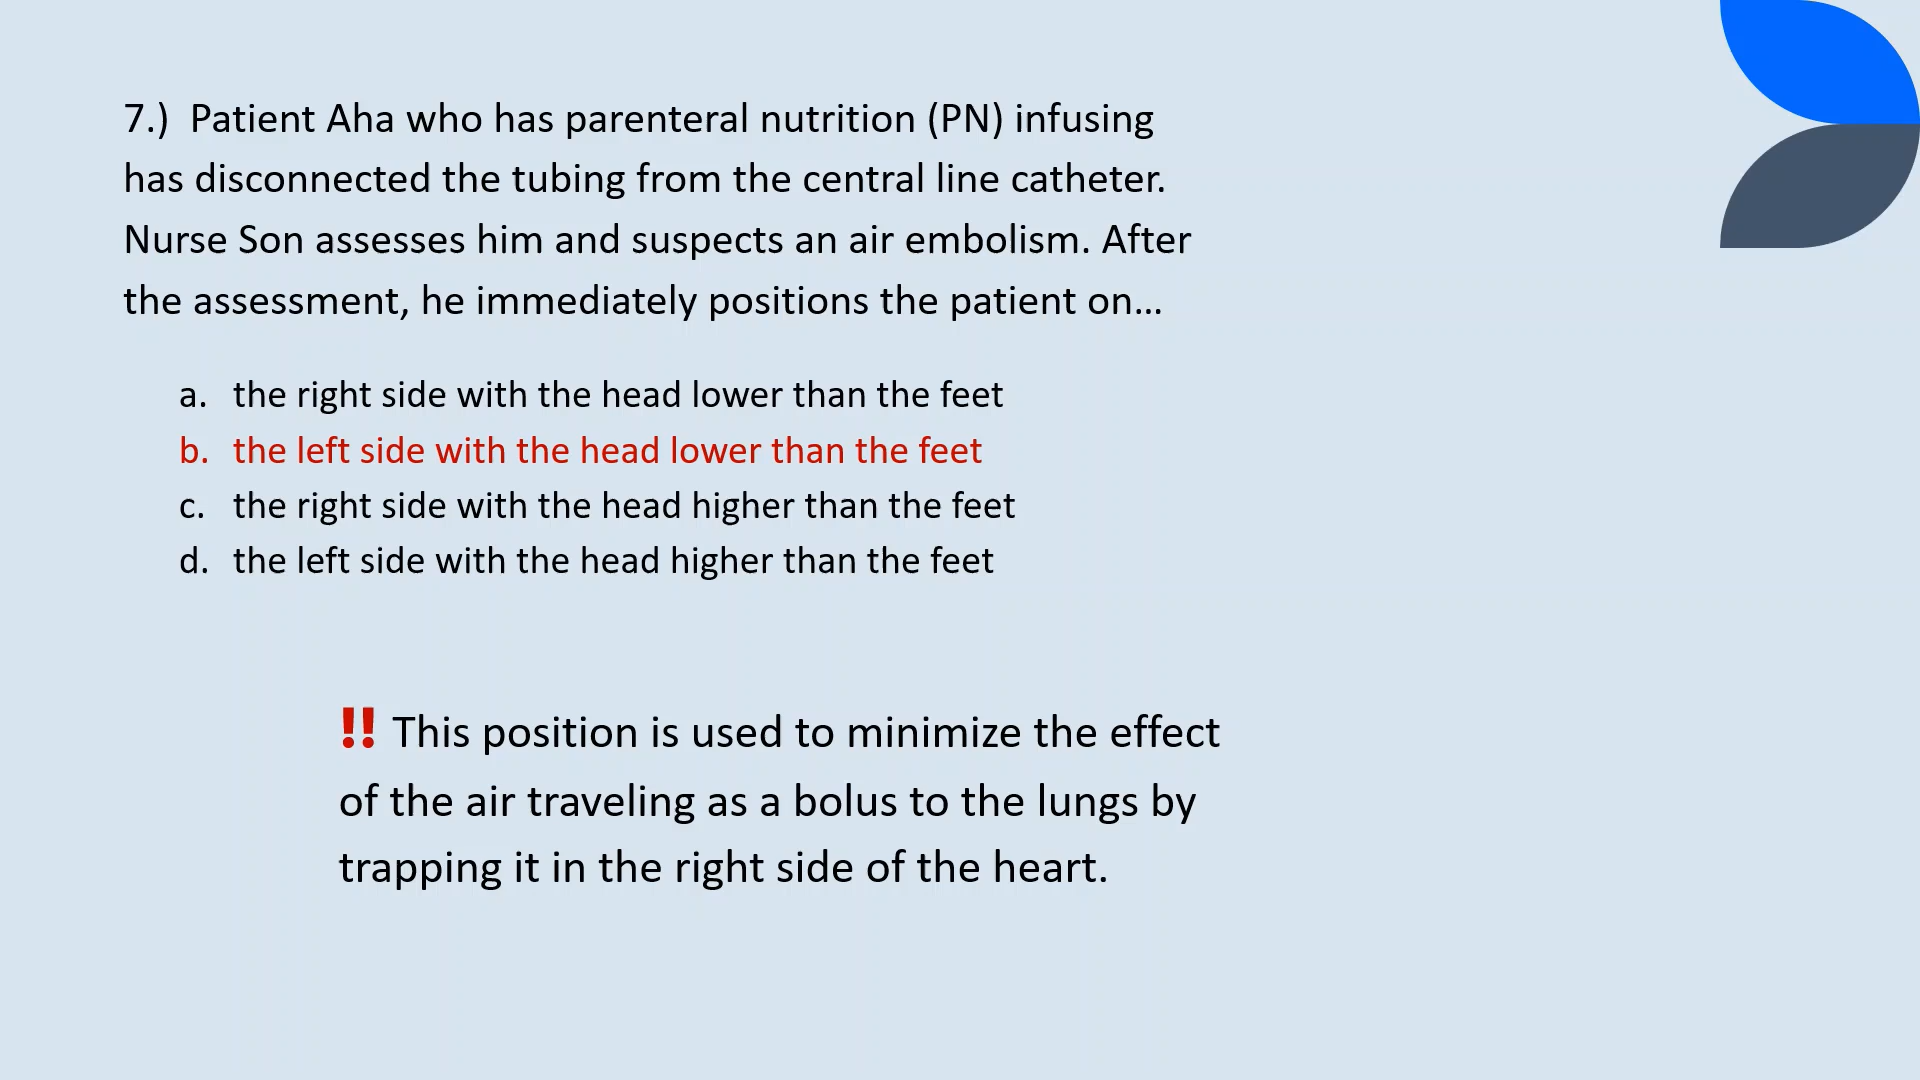 7.) Patient Aha who has parenteral nutrition (PN) infusing
has disconnected the tubing from the central line catheter.
Nurse Son assesses him and suspects an air embolism. After
the assessment, he immediately positions the patient on…
a. the right side with the head lower than the feet
b. the left side with the head lower than the feet
c. the right side with the head higher than the feet
d. the left side with the head higher than the feet
‼ This position is used to minimize the effect
of the air traveling as a bolus to the lungs by
trapping it in the right side of the heart.